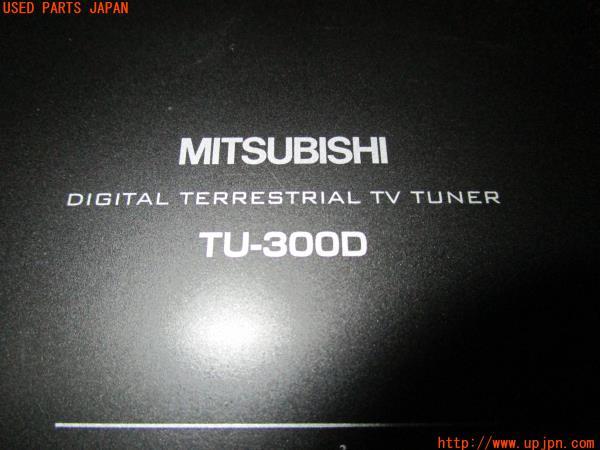 USED PARTS JAPAN
MITSUBISHI
DIGITAL TERRESTRIAL TV TUNER
TU-300D
http://www.upjpn.com/